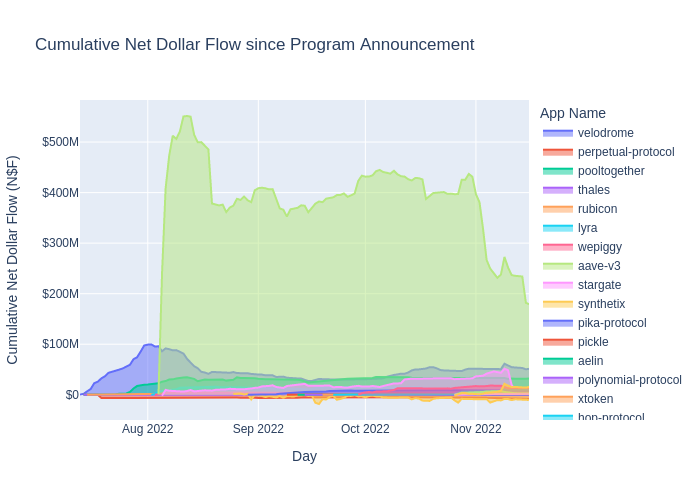 Cumulative Net Dollar Flow since Program Announcement
App Name
velodrome
perpetual-protocol
pooltogether
thales
rubicon
lyra
wepiggy
aave-v3
stargate
synthetix
pika-protocol
pickle
aelin
polynomial-protocol
xtoken
hop-protocol
Cumulative Net Dollar Flow (N$F)
$500M
$400M
$300M
$200M
$100M
$0
Aug 2022
Sep 2022
Oct 2022
Nov 2022
Day